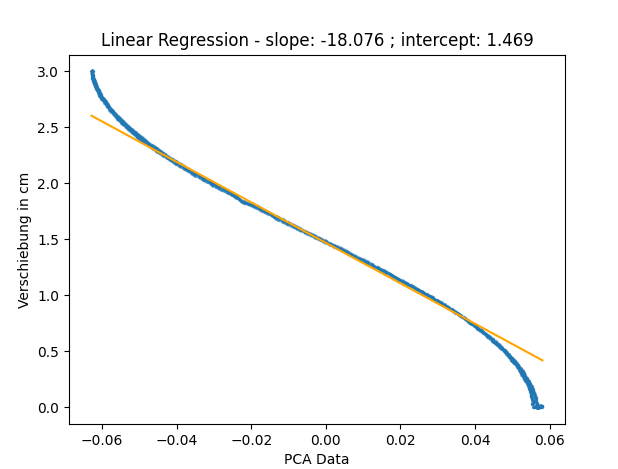 Linear Regression - slope: -18.076 ; intercept: 1.469
Verschiebung in cm
3.0
2.5
2.0
1.5
1.0
0.5
0.0
−0.06 −0.04 −0.02 0.00 0.02 0.04 0.06
PCA Data